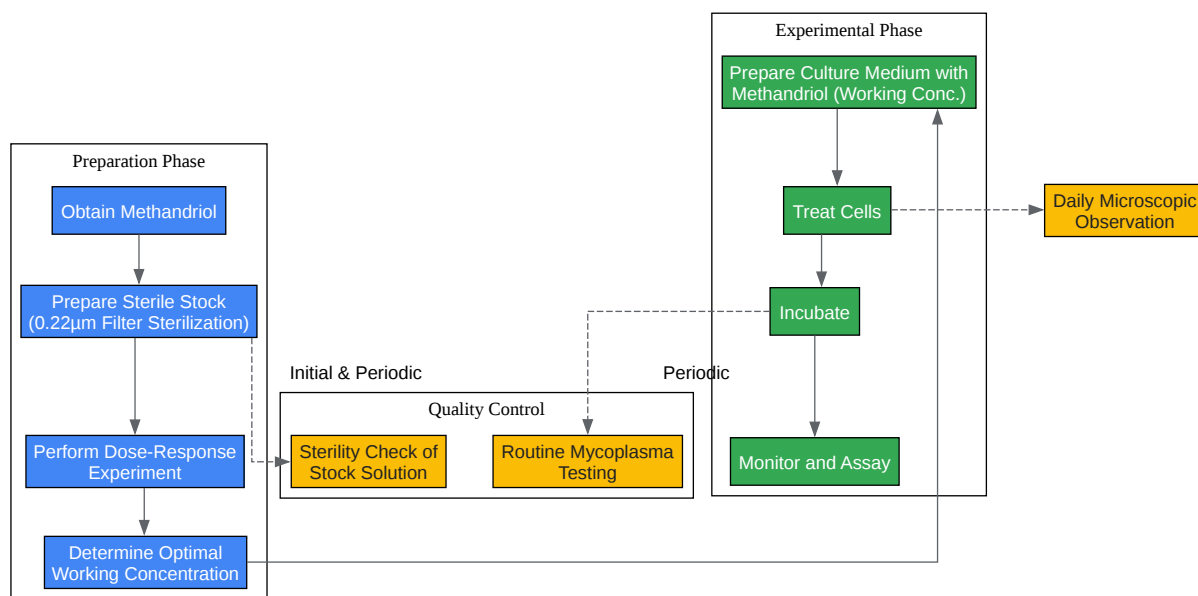 Preparation Phase
Obtain Methandriol
Prepare Sterile Stock
(0.22µm Filter Sterilization)
Perform Dose-Response
Experiment
Determine Optimal
Working Concentration
Initial & Periodic
Quality Control
Sterility Check of
Stock Solution
Routine Mycoplasma
Testing
Periodic
Experimental Phase
Prepare Culture Medium with
Methandriol (Working Conc.)
Treat Cells
Incubate
Monitor and Assay
Daily Microscopic
Observation